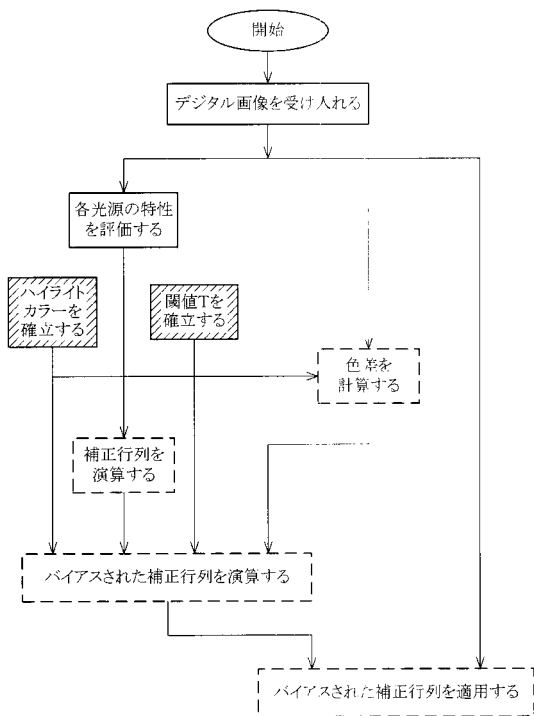 開始
デジタル画像を受け入れる
各光源の特性
を評価する
ハイライト
カラーを
確立する
閾値Tを
確立する
色差を
計算する
補正行列を
演算する
バイアスされた補正行列を演算する
バイアスされた補正行列を適用する